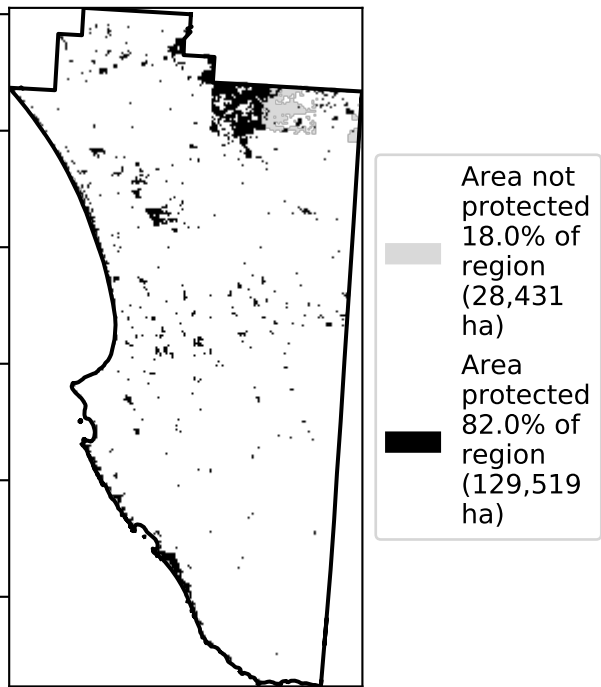 Area not
protected
18.0% of
region
(28,431
ha)
Area
protected
82.0% of
region
(129,519
ha)